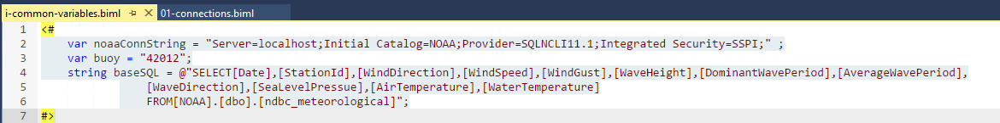 i-common-variables.biml 01-connections.biml
1 <#
2 var noaaConnString = "Server=localhost;Initial Catalog=NOAA;Provider=SQLNCLI11.1;Integrated Security=SSPI;" ;
3 var buoy = "42012";
4 string baseSQL = @"SELECT[Date],[StationId],[WindDirection],[WindSpeed],[WindGust],[WaveHeight],[DominantWavePeriod],[AverageWavePeriod],
5 [WaveDirection],[SeaLevelPressue],[AirTemperature],[WaterTemperature]
6 FROM[NOAA].[dbo].[ndbc_meteorological]";
7 #>